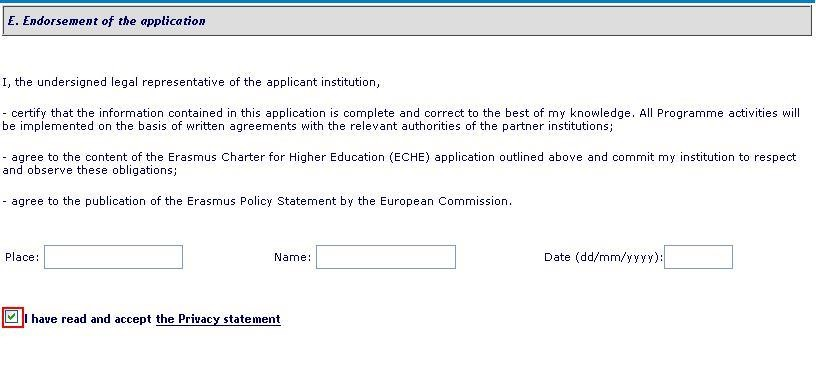 E. Endorsement of the application
I, the undersigned legal representative of the applicant institution,
- certify that the information contained in this application is complete and correct to the best of my knowledge. All Programme activities will
be implemented on the basis of written agreements with the relevant authorities of the partner institutions;
- agree to the content of the Erasmus Charter for Higher Education (ECHE) application outlined above and commit my institution to respect
and observe these obligations;
- agree to the publication of the Erasmus Policy Statement by the European Commission.
Place: Name: Date (dd/mm/yyyy):
I have read and accept the Privacy statement